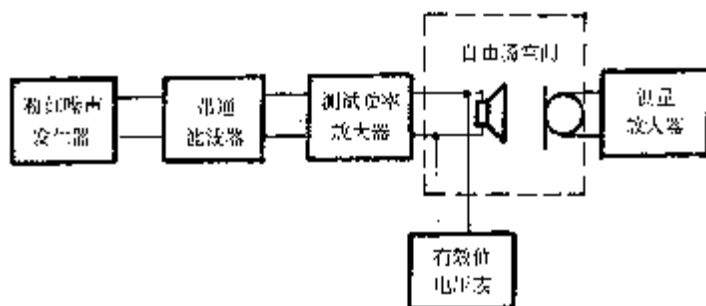 自由场空间
粉红噪声
发生器
带通
滤波器
测试功率
放大器
测量
放大器
有效值
电压表